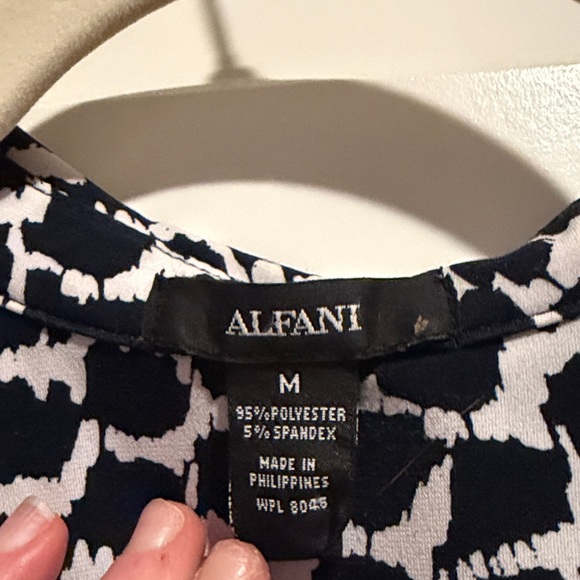 ALFANI
M
95% POLYESTER
5% SPANDEX
MADE IN
PHILIPPINES
WPL 8045